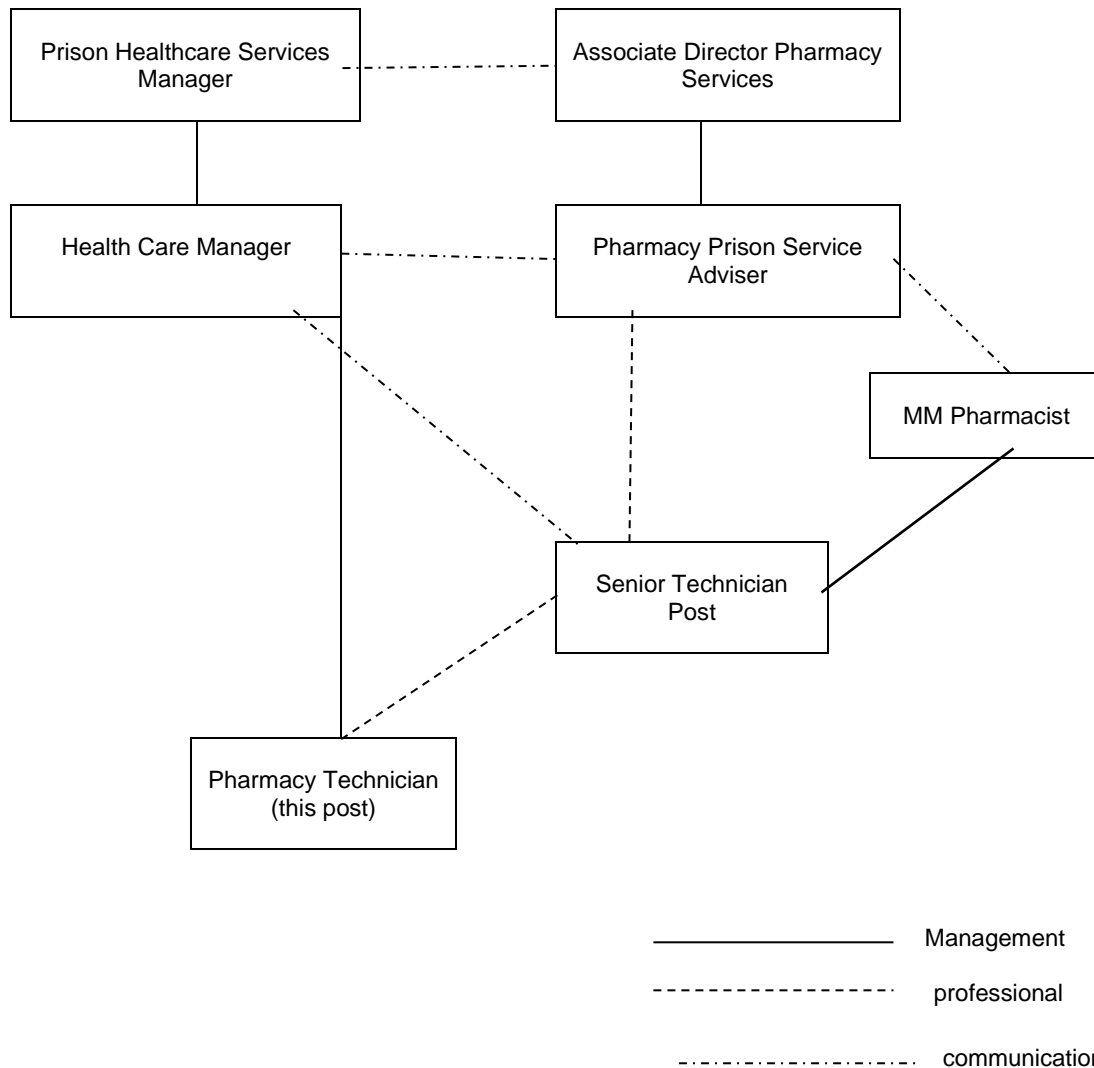 Prison Healthcare Services
Manager
Associate Director Pharmacy
Services
Health Care Manager
Pharmacy Prison Service
Adviser
MM Pharmacist
Senior Technician
Post
Pharmacy Technician
(this post)
Management
professional
communication